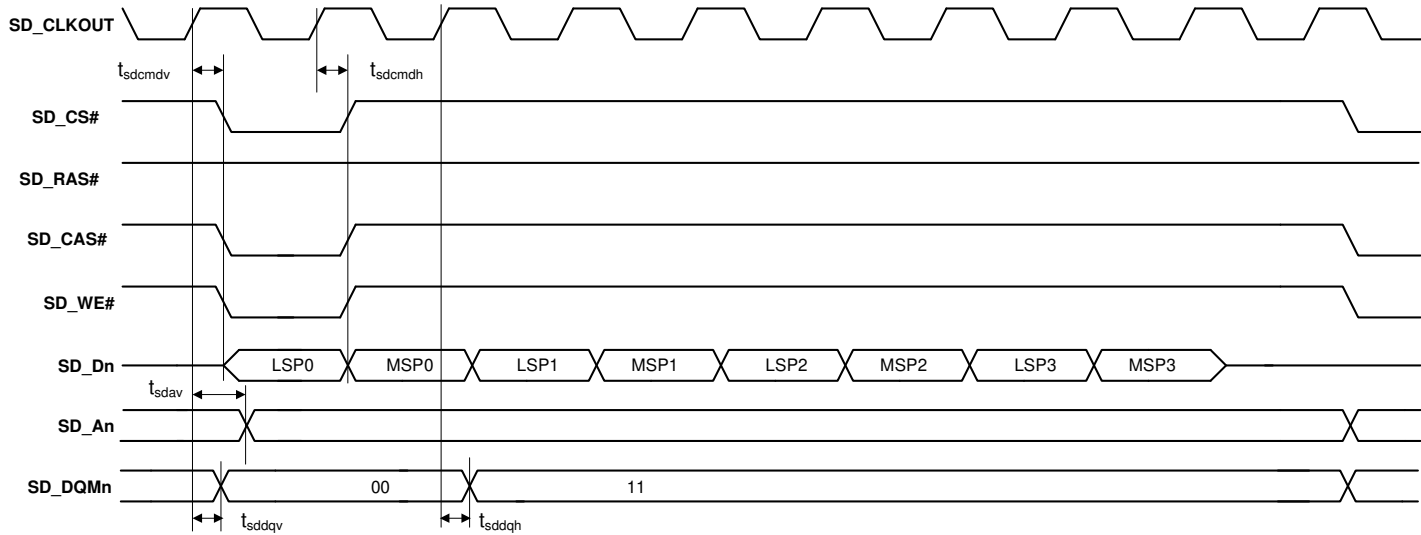 SD_CLKOUT
tsdcmdv
tsdcmdh
SD_CS#
SD_RAS#
SD_CAS#
SD_WE#
SD_Dn LSP0 MSP0 LSP1 MSP1 LSP2 MSP2 LSP3 MSP3
tsdav
SD_An
SD_DQMn 00 11
tsddqv
tsddqh